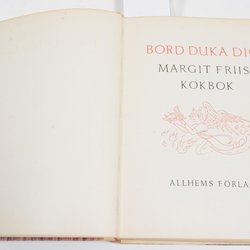 BORD DUKA DIG
MARGIT FRIIS
KOKBOK
ALLHEMS FÖRLAG